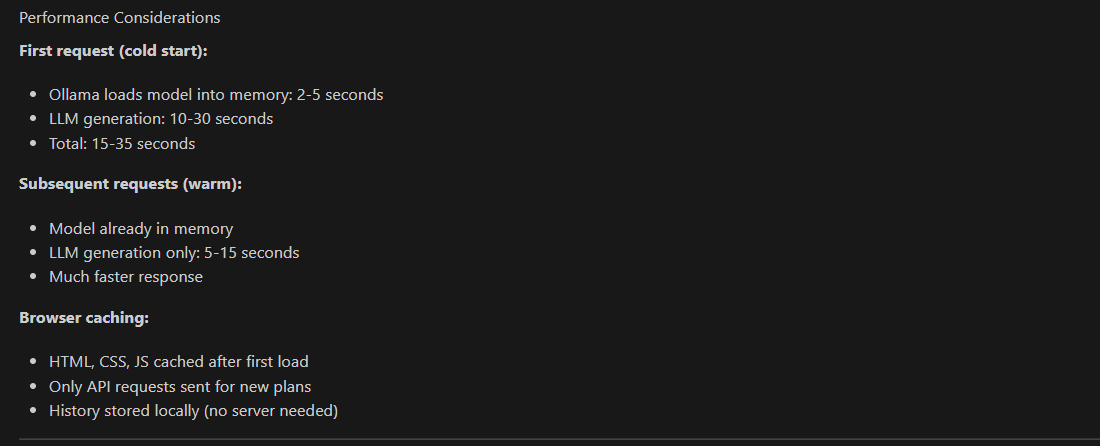 Performance Considerations
First request (cold start):
• Ollama loads model into memory: 2-5 seconds
• LLM generation: 10-30 seconds
• Total: 15-35 seconds
Subsequent requests (warm):
• Model already in memory
• LLM generation only: 5-15 seconds
• Much faster response
Browser caching:
• HTML, CSS, JS cached after first load
• Only API requests sent for new plans
• History stored locally (no server needed)